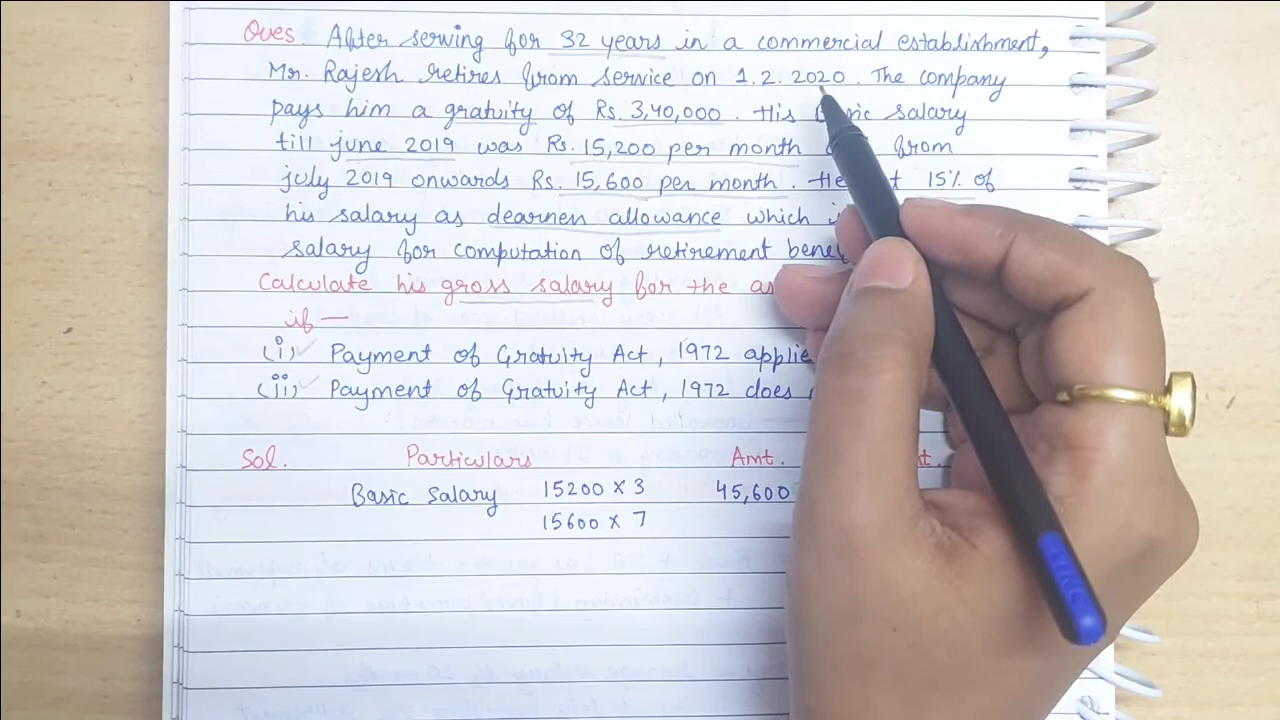 Ques. After serving for 32 years in a commercial establishment,
Mr. Rajesh retires from service on 1.2.2020. The company
pays him a gratuity of Rs. 3,40,000. His salary
till june 2019 was Rs. 15,200 per month from
july 2019 onwards Rs. 15,600 per month. 15% of
his salary as dearnen allowance which
salary for computation of retirement
Calculate his gross salary for the
if —
(i) Payment of Gratuity Act, 1972
(ii) Payment of Gratuity Act, 1972 does
Sol. Particulars Amt.
Basic Salary 15200 × 3 45,600
15600 × 7